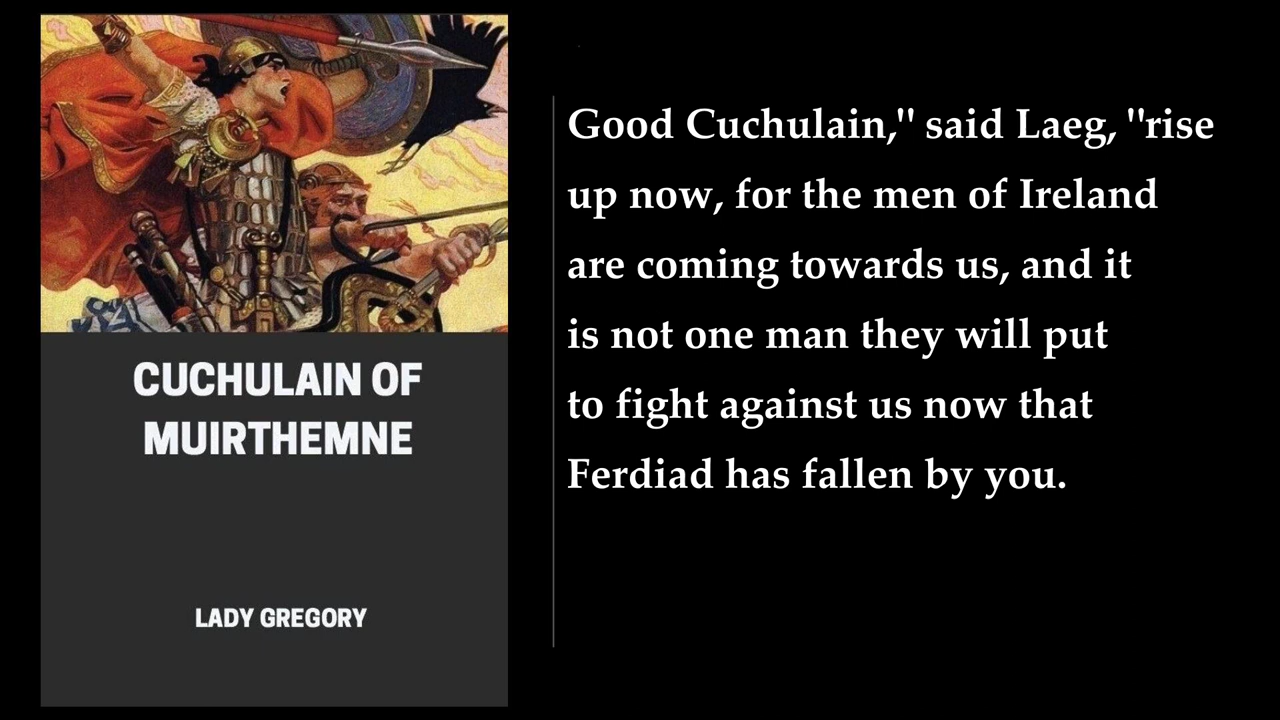 CUCHULAIN OF
MUIRTHEMNE
LADY GREGORY
Good Cuchulain," said Laeg, "rise
up now, for the men of Ireland
are coming towards us, and it
is not one man they will put
to fight against us now that
Ferdiad has fallen by you.